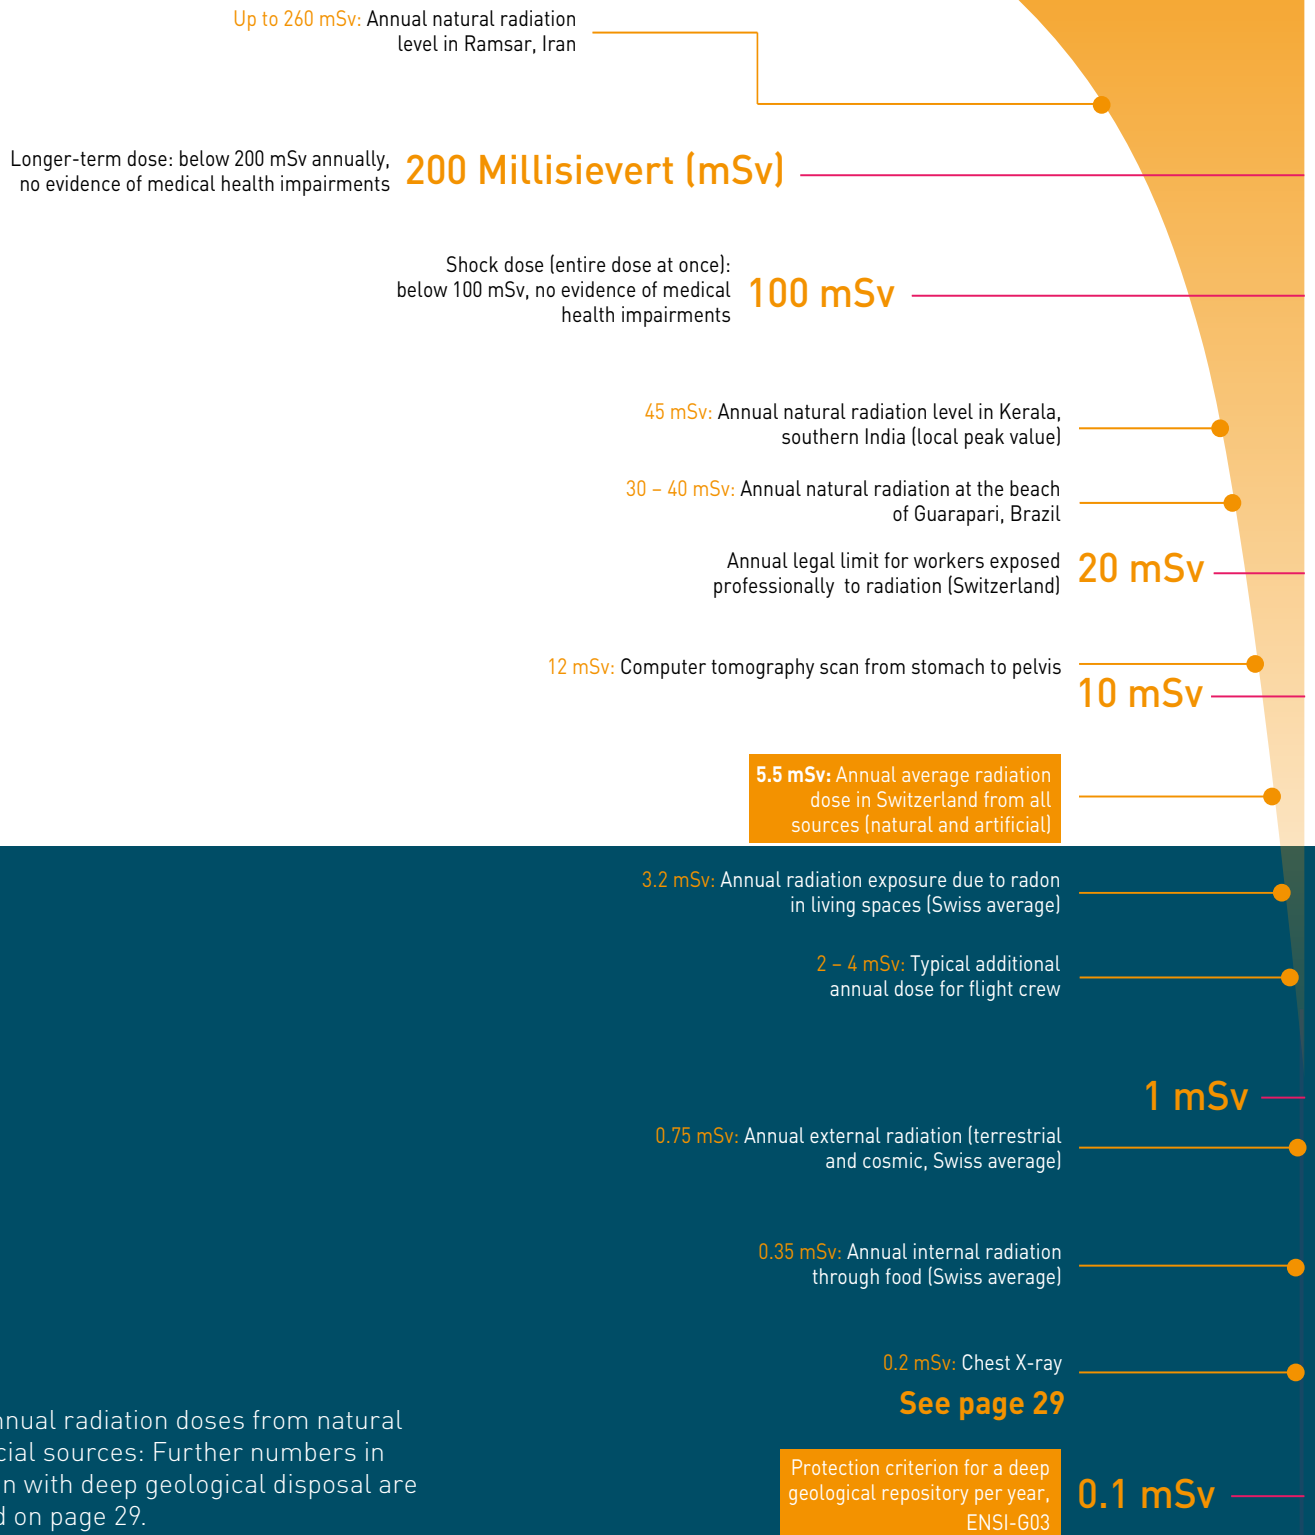 Up to 260 mSv: Annual natural radiation
level in Ramsar, Iran
Longer-term dose: below 200 mSv annually,
no evidence of medical health impairments
200 Millisievert (mSv)
Shock dose (entire dose at once):
below 100 mSv, no evidence of medical
health impairments
100 mSv
45 mSv: Annual natural radiation level in Kerala,
southern India (local peak value)
30 – 40 mSv: Annual natural radiation at the beach
of Guarapari, Brazil
Annual legal limit for workers exposed
professionally to radiation (Switzerland)
20 mSv
12 mSv: Computer tomography scan from stomach to pelvis
10 mSv
5.5 mSv: Annual average radiation
dose in Switzerland from all
sources (natural and artificial)
3.2 mSv: Annual radiation exposure due to radon
in living spaces (Swiss average)
2 – 4 mSv: Typical additional
annual dose for flight crew
1 mSv
0.75 mSv: Annual external radiation (terrestrial
and cosmic, Swiss average)
0.35 mSv: Annual internal radiation
through food (Swiss average)
0.2 mSv: Chest X-ray
See page 29
radiation doses from natural
sources: Further numbers in
with deep geological disposal are
on page 29.
Protection criterion for a deep
geological repository per year,
ENSI-G03
0.1 mSv